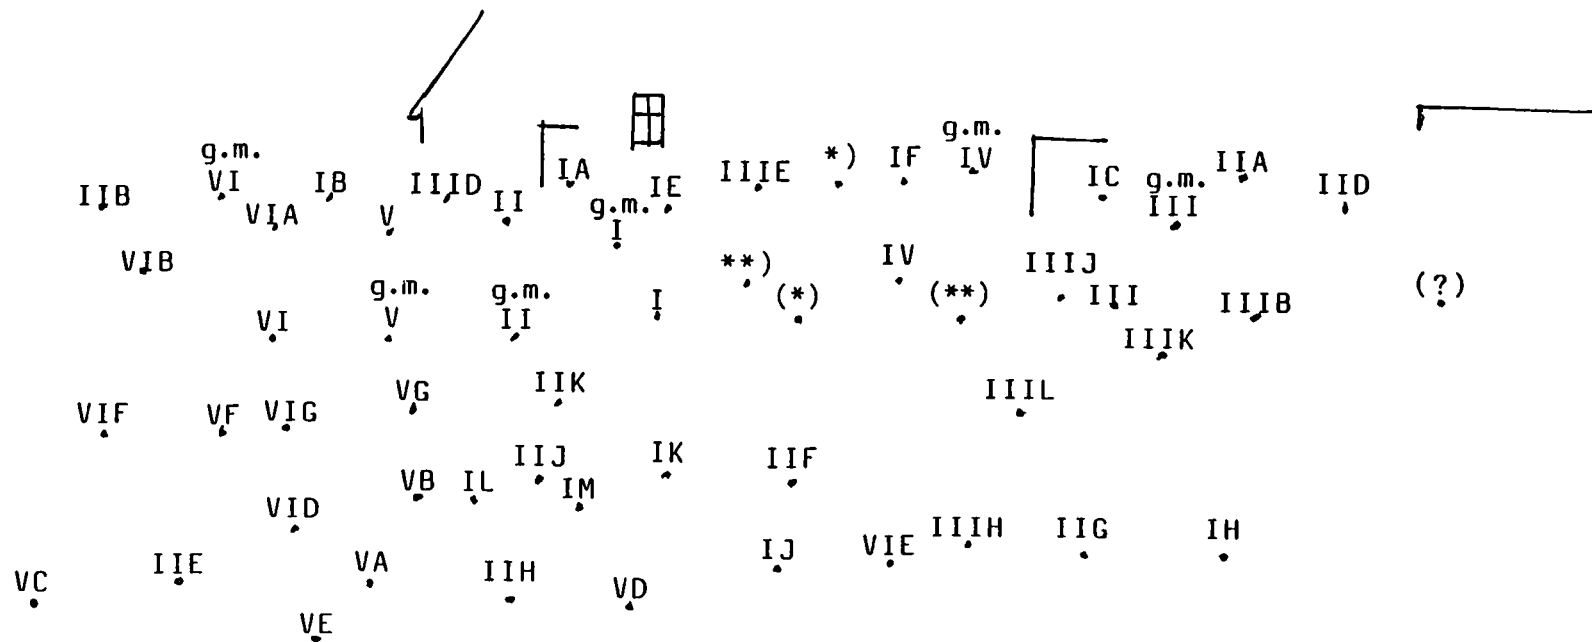 g.m. g.m.
IIB VI IB IIID IA IIIE *) IF IV IC g.m. IIA IID
VIA V II g.m. IE III
I
VIB **) IV IIIJ
g.m. g.m. I (*) (**) III IIIB (?)
VI V II IIIK
VIF VF VIG VG IIK IIIL
VB IL IIJ IM IK IIF
VID IIIH IIG IH
VC IIE VA IIH VD IJ VIE
VE